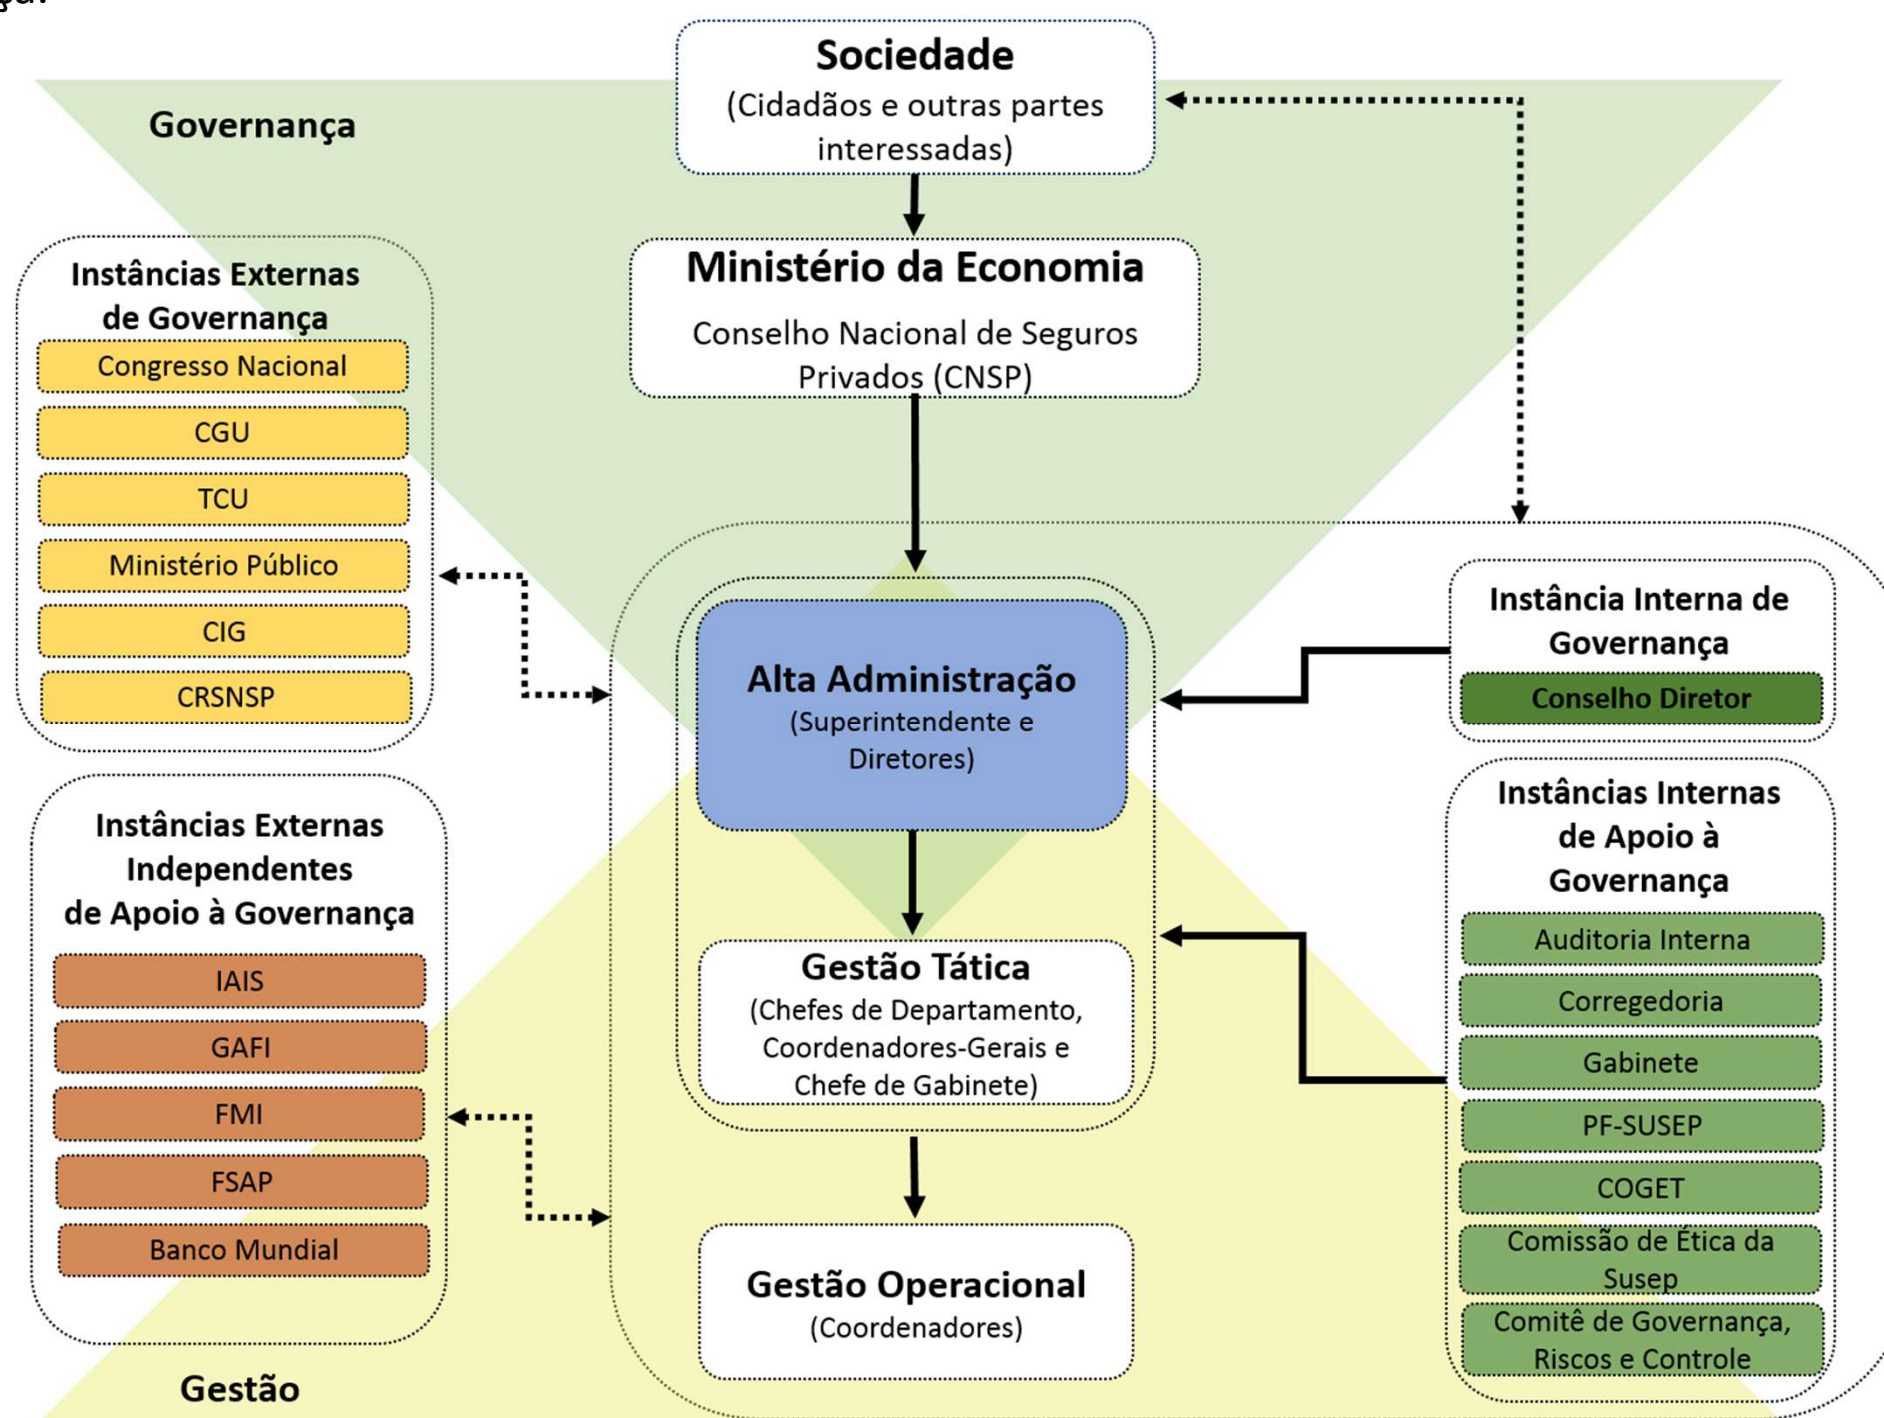 Sociedade
(Cidadãos e outras partes
interessadas)
Governança
Ministério da Economia
Conselho Nacional de Seguros
Privados (CNSP)
Instâncias Externas
de Governança
Congresso Nacional
CGU
TCU
Ministério Público
CIG
CRSNSP
Instâncias Externas
Independentes
de Apoio à Governança
IAIS
GAFI
FMI
FSAP
Banco Mundial
Alta Administração
(Superintendente e
Diretores)
Gestão Tática
(Chefes de Departamento,
Coordenadores-Gerais e
Chefe de Gabinete)
Gestão Operacional
(Coordenadores)
Instância Interna de
Governança
Conselho Diretor
Instâncias Internas
de Apoio à
Governança
Auditoria Interna
Corregedoria
Gabinete
PF-SUSEP
COGET
Comissão de Ética da
Susep
Comitê de Governança,
Riscos e Controle
Gestão